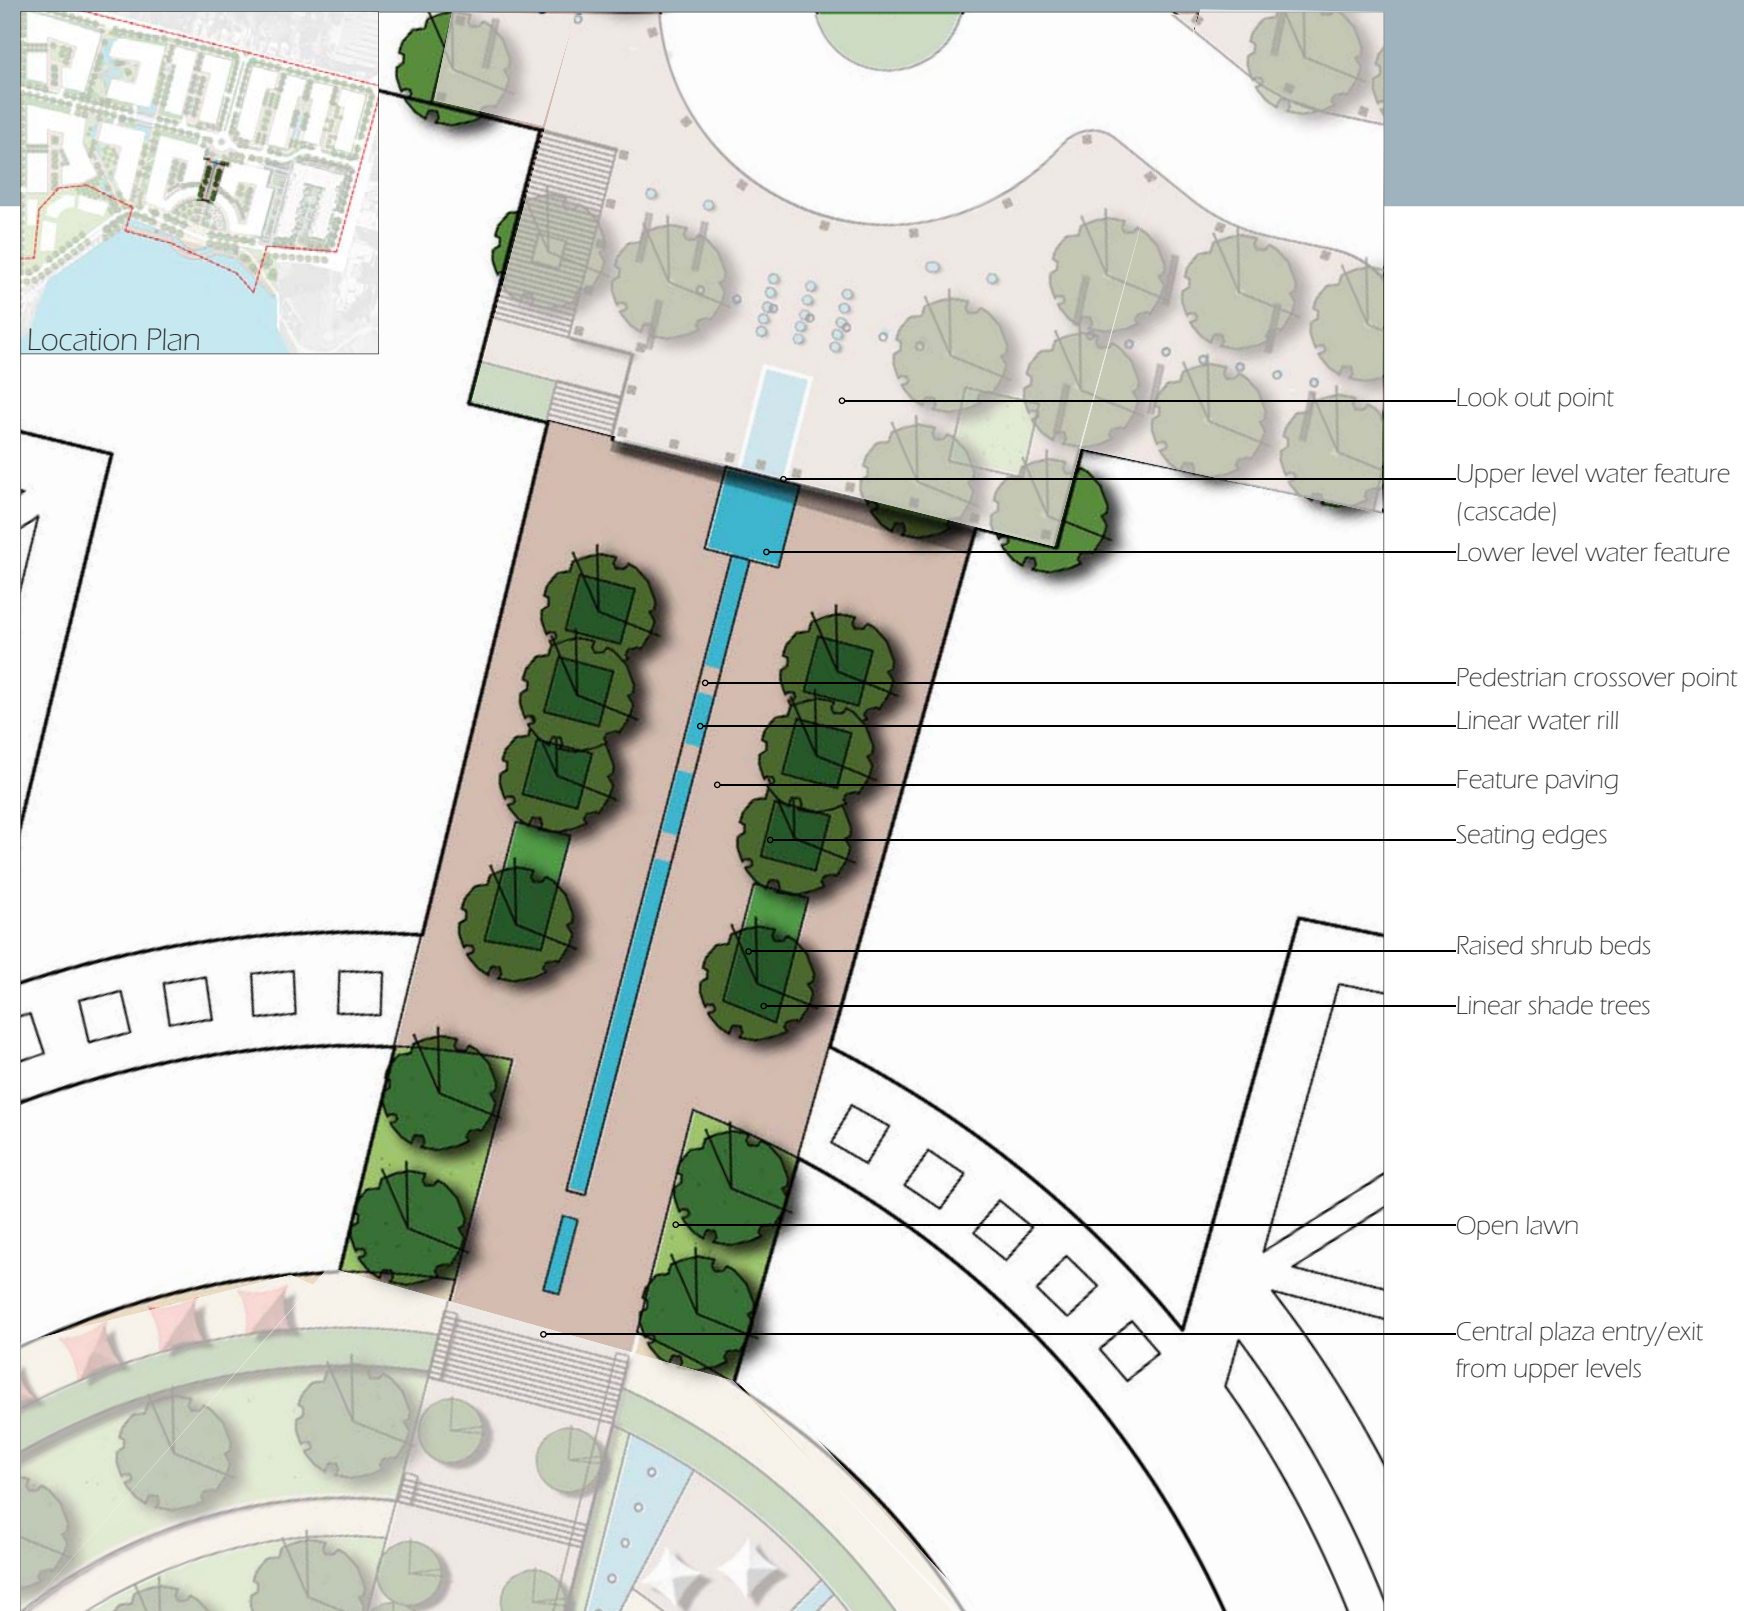 Location Plan
Look out point
Upper level water feature
(cascade)
Lower level water feature
Pedestrian crossover point
Linear water rill
Feature paving
Seating edges
Raised shrub beds
Linear shade trees
Open lawn
Central plaza entry/exit
from upper levels